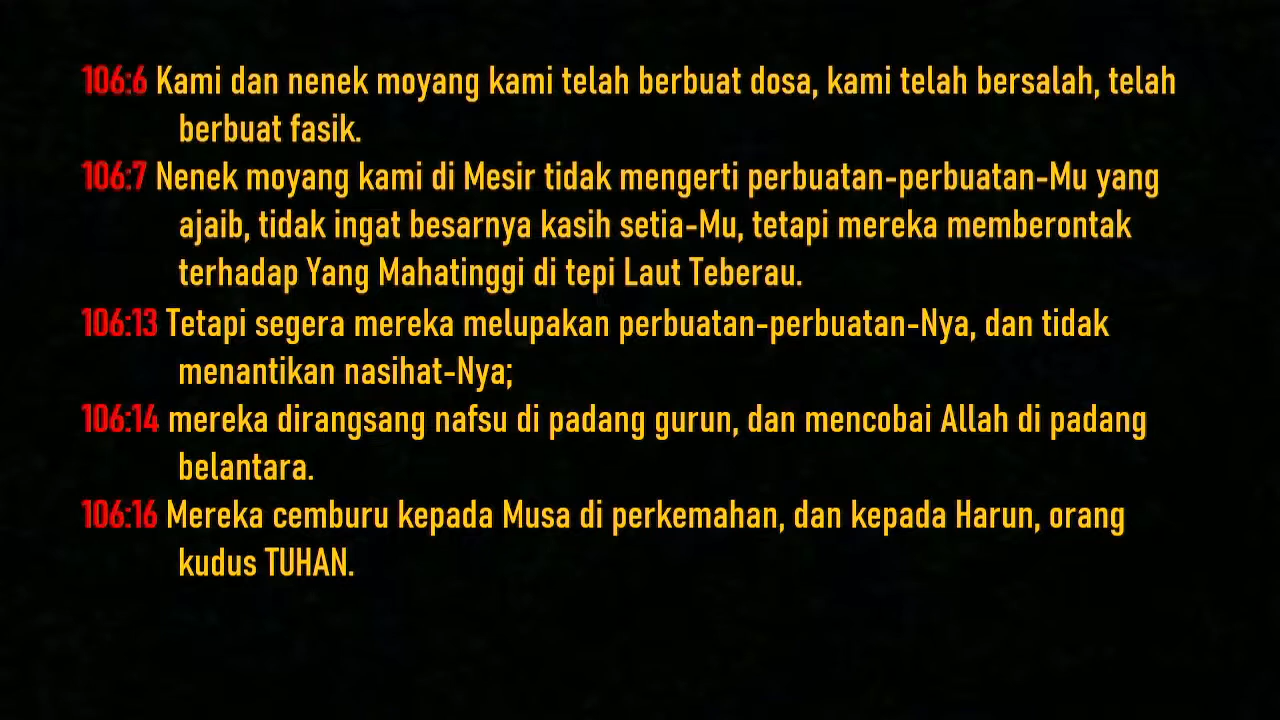 106:6 Kami dan nenek moyang kami telah berbuat dosa, kami telah bersalah, telah
berbuat fasik.
106:7 Nenek moyang kami di Mesir tidak mengerti perbuatan-perbuatan-Mu yang
ajaib, tidak ingat besarnya kasih setia-Mu, tetapi mereka memberontak
terhadap Yang Mahatinggi di tepi Laut Teberau.
106:13 Tetapi segera mereka melupakan perbuatan-perbuatan-Nya, dan tidak
menantikan nasihat-Nya;
106:14 mereka dirangsang nafsu di padang gurun, dan mencobai Allah di padang
belantara.
106:16 Mereka cemburu kepada Musa di perkemahan, dan kepada Harun, orang
kudus TUHAN.